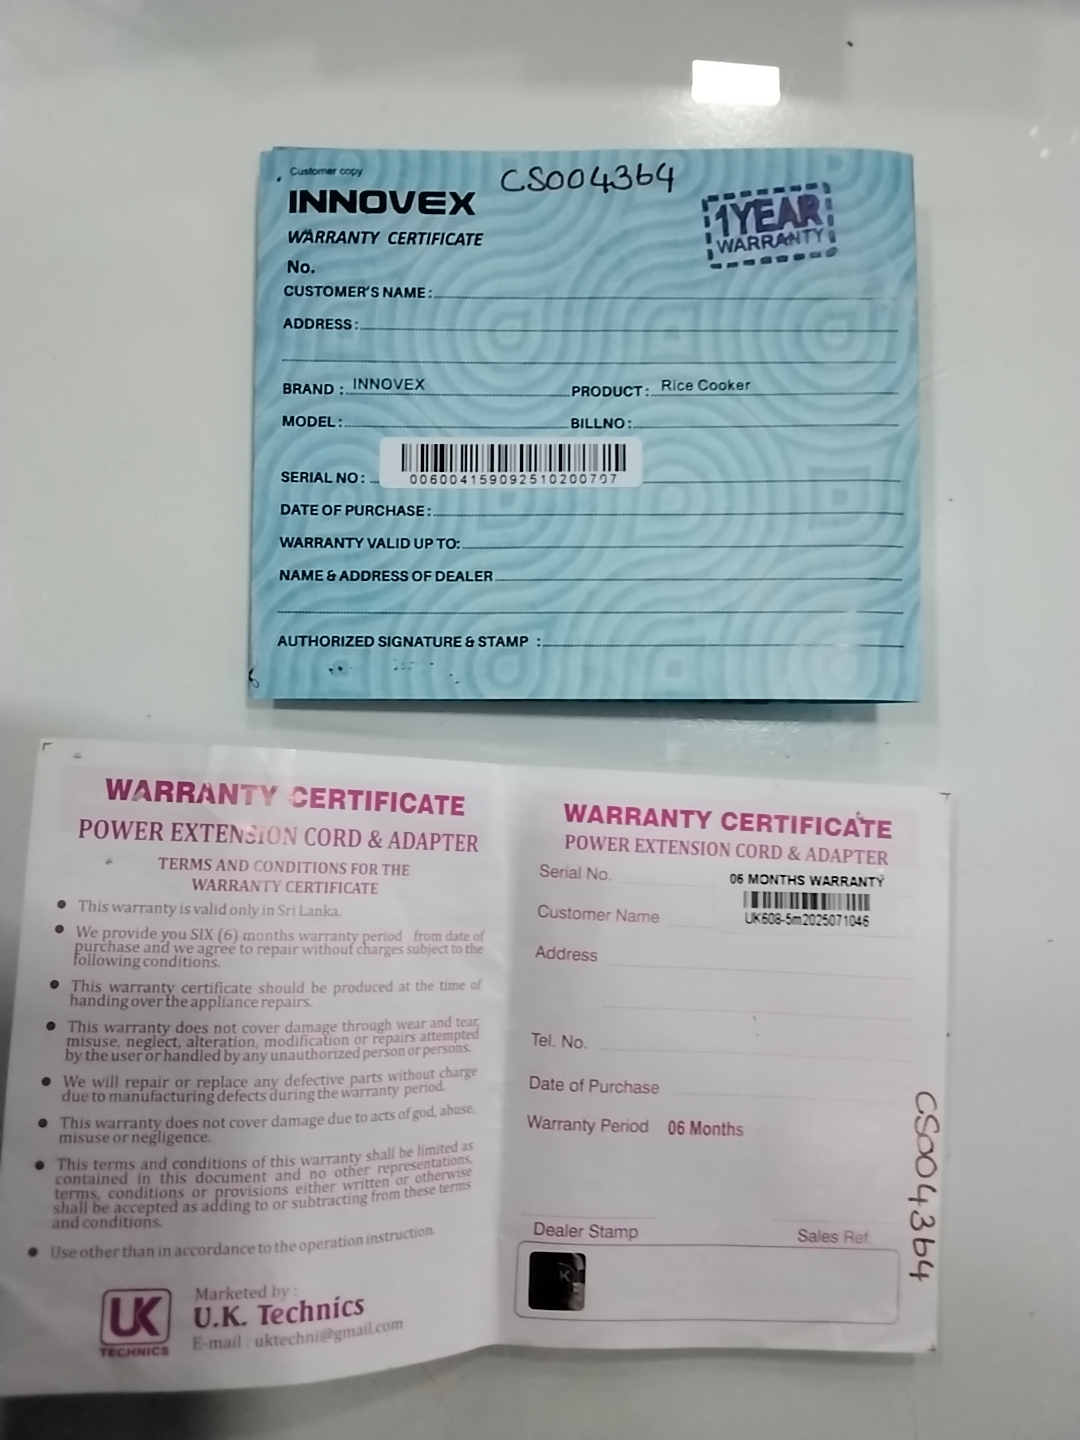 Customer copy
CS004364
INNOVEX
1 YEAR
WARRANTY
WARRANTY CERTIFICATE
No.
CUSTOMER'S NAME :
ADDRESS :
BRAND : INNOVEX PRODUCT : Rice Cooker
MODEL : BILLNO :
SERIAL NO :
006004159092510200707
DATE OF PURCHASE :
WARRANTY VALID UP TO:
NAME & ADDRESS OF DEALER
AUTHORIZED SIGNATURE & STAMP :
WARRANTY CERTIFICATE
POWER EXTENSION CORD & ADAPTER
TERMS AND CONDITIONS FOR THE
WARRANTY CERTIFICATE
• This warranty is valid only in Sri Lanka.
• We provide you SIX (6) months warranty period from date of
purchase and we agree to repair without charges subject to the
following conditions.
• This warranty certificate should be produced at the time of
handing over the appliance repairs.
• This warranty does not cover damage through wear and tear,
misuse, neglect, alteration, modification or repairs attempted
by the user or handled by any unauthorized person or persons.
• We will repair or replace any defective parts without charge
due to manufacturing defects during the warranty period.
• This warranty does not cover damage due to acts of god, abuse,
misuse or negligence.
• This terms and conditions of this warranty shall be limited as
contained in this document and no other representations,
terms, conditions or provisions either written or otherwise
shall be accepted as adding to or subtracting from these terms
and conditions.
• Use other than in accordance to the operation instruction.
UK
TECHNICS
Marketed by :
U.K. Technics
E-mail : uktechni@gmail.com
WARRANTY CERTIFICATE
POWER EXTENSION CORD & ADAPTER
Serial No.
06 MONTHS WARRANTY
UK608-5m2025071046
Customer Name
Address
Tel. No.
Date of Purchase
Warranty Period 06 Months
Dealer Stamp Sales Ref.
CS004364